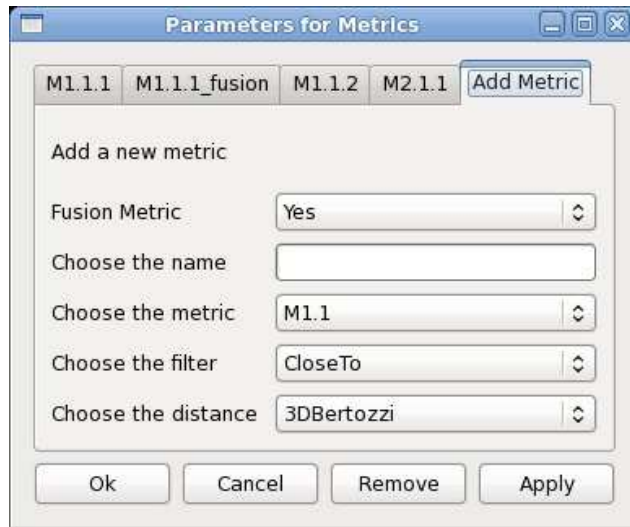 Parameters for Metrics
M1.1.1 M1.1.1_fusion M1.1.2 M2.1.1 Add Metric
Add a new metric
Fusion Metric Yes
Choose the name
Choose the metric M1.1
Choose the filter CloseTo
Choose the distance 3DBertozzi
Ok Cancel Remove Apply